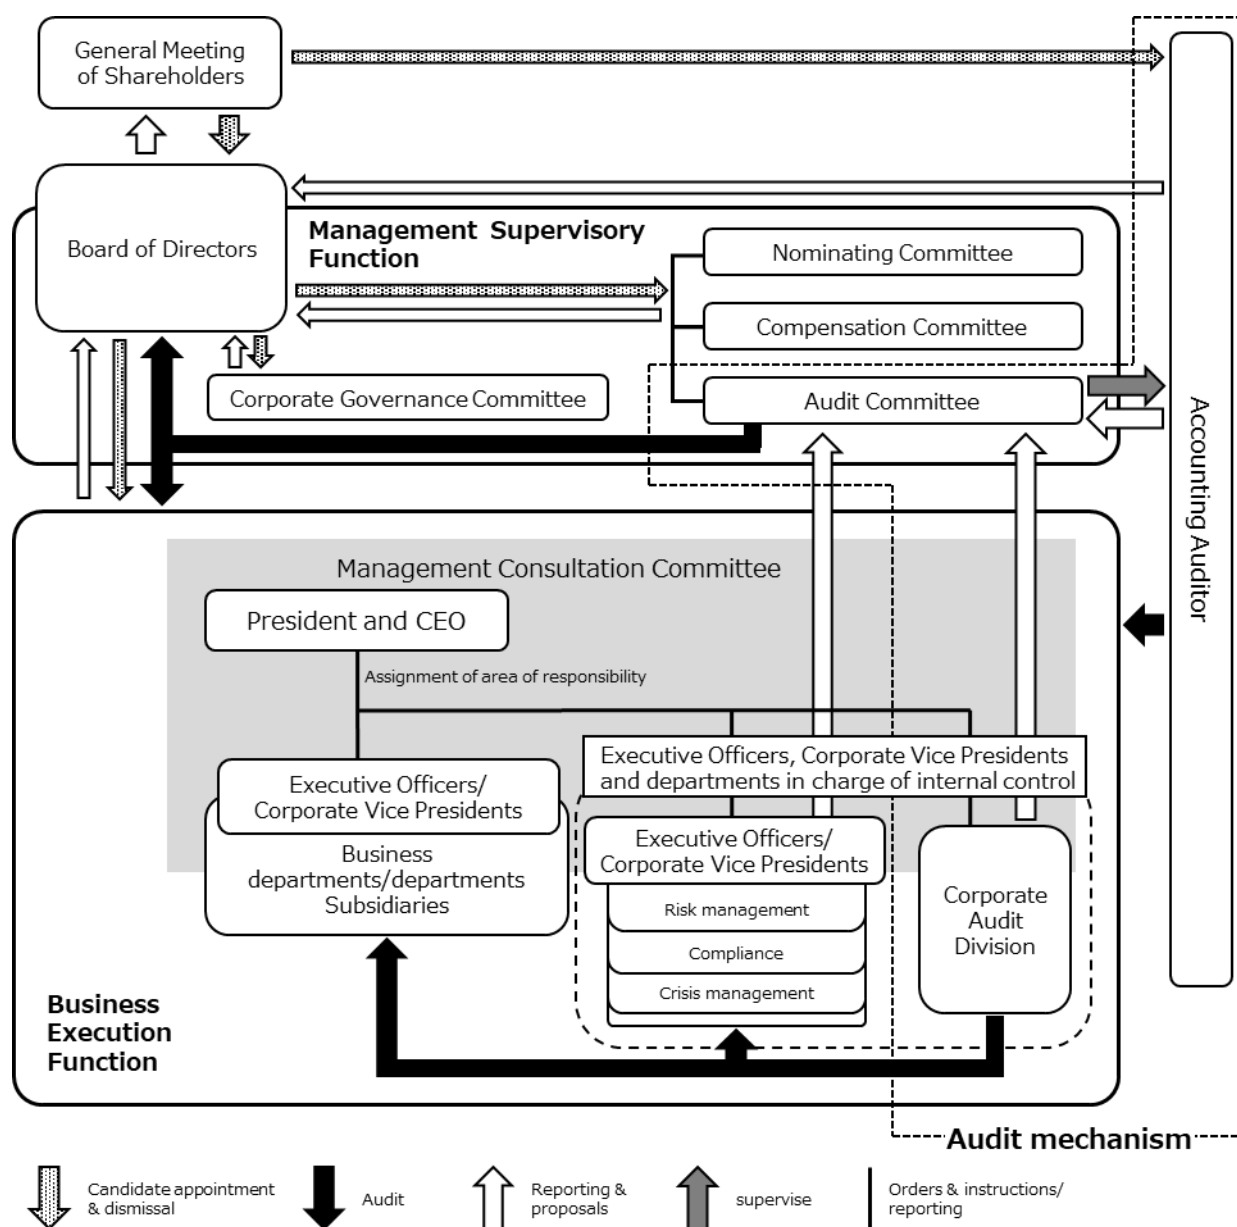 General Meeting
of Shareholders
Board of Directors
Management Supervisory
Function
Nominating Committee
Compensation Committee
Audit Committee
Corporate Governance Committee
Accounting Auditor
Management Consultation Committee
President and CEO
Assignment of area of responsibility
Executive Officers, Corporate Vice Presidents
and departments in charge of internal control
Executive Officers/
Corporate Vice Presidents
Business
departments/departments
Subsidiaries
Executive Officers/
Corporate Vice Presidents
Risk management
Compliance
Crisis management
Corporate
Audit
Division
Business
Execution
Function
Audit mechanism
Candidate appointment
& dismissal
Audit
Reporting &
proposals
supervise
Orders & instructions/
reporting